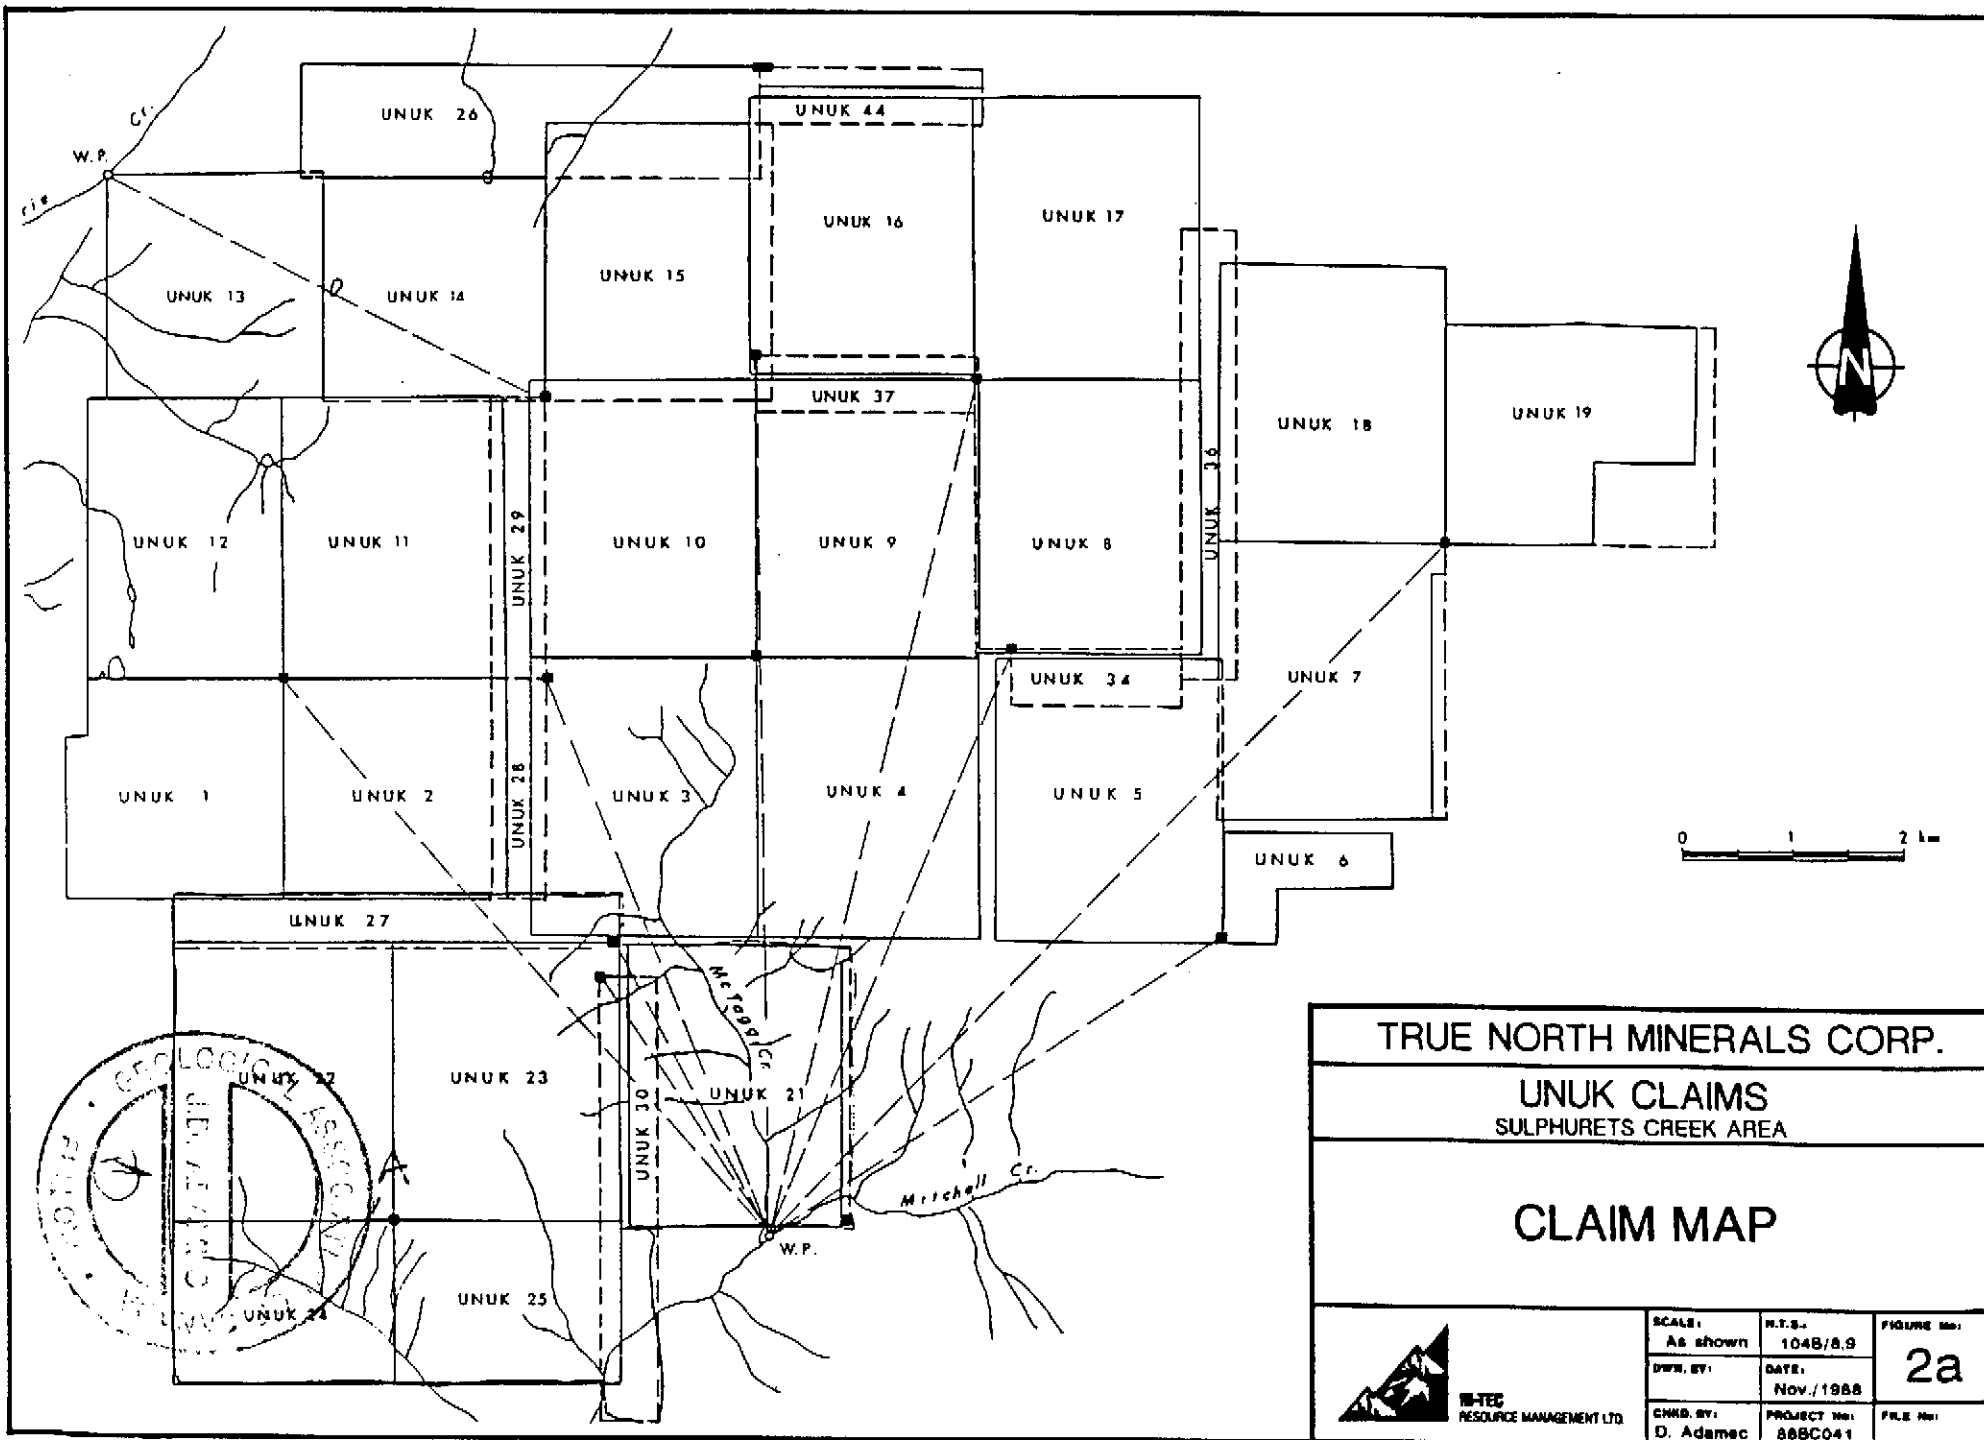 UNUK 26
UNUK 44
Cr.
W.P.
UNUK 16
UNUK 17
UNUK 15
UNUK 13
UNUK 14
N
UNUK 37
UNUK 18
UNUK 19
UNUK 36
UNUK 12
UNUK 11
UNUK 29
UNUK 10
UNUK 9
UNUK 8
UNUK 34
UNUK 7
UNUK 1
UNUK 2
UNUK 28
UNUK 3
UNUK 4
UNUK 5
0 1 2 km
UNUK 6
UNUK 27
McTagg Cr.
UNUK 22
UNUK 23
UNUK 30
UNUK 21
Mitchell Cr.
W.P.
UNUK 24
UNUK 25
GEOLOGICAL ASSOCIATION
TRUE NORTH MINERALS CORP.
UNUK CLAIMS
SULPHURETS CREEK AREA
CLAIM MAP
HI-TEC
RESOURCE MANAGEMENT LTD.
SCALE:
As shown
N.T.S.:
104B/8,9
FIGURE No:
2a
DWN. BY:
DATE:
Nov./1988
CHKD. BY:
D. Adamec
PROJECT No:
88BC041
FILE No: